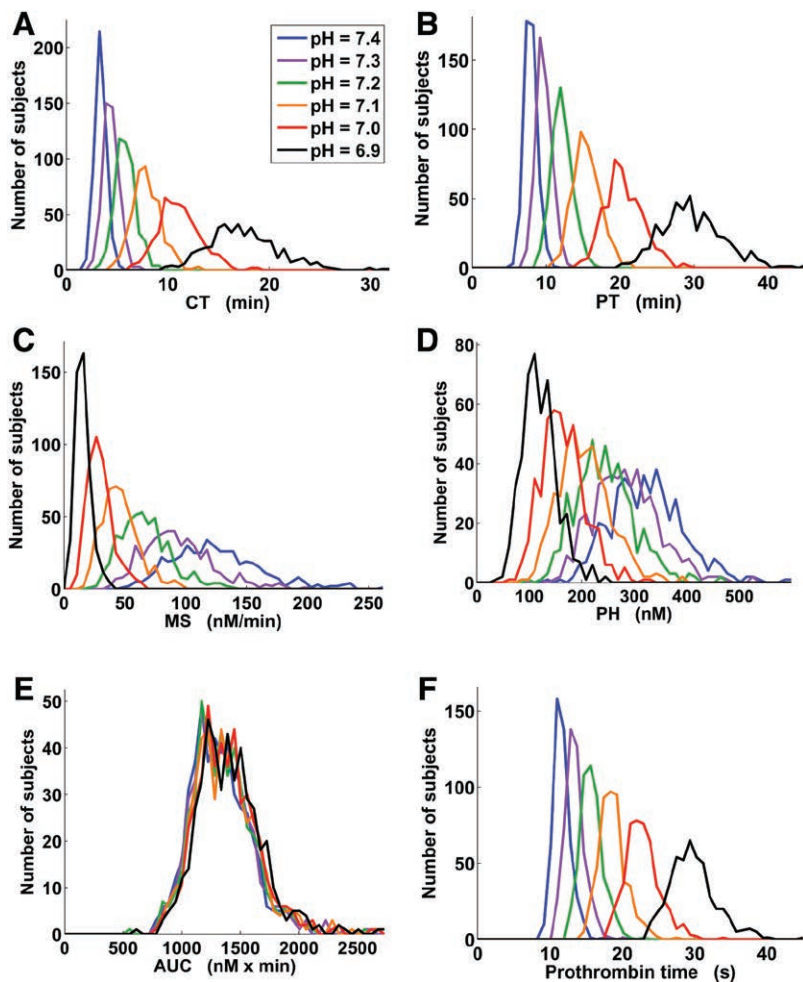 A
Number of subjects
200
150
100
50
0
0 10 20 30
CT (min)
pH = 7.4
pH = 7.3
pH = 7.2
pH = 7.1
pH = 7.0
pH = 6.9
B
Number of subjects
150
100
50
0
0 10 20 30 40
PT (min)
C
Number of subjects
150
100
50
0
0 50 100 150 200 250
MS (nM/min)
D
Number of subjects
80
60
40
20
0
0 100 200 300 400 500
PH (nM)
E
Number of subjects
50
40
30
20
10
0
0 500 1000 1500 2000 2500
AUC (nM x min)
F
Number of subjects
150
100
50
0
0 10 20 30 40
Prothrombin time (s)